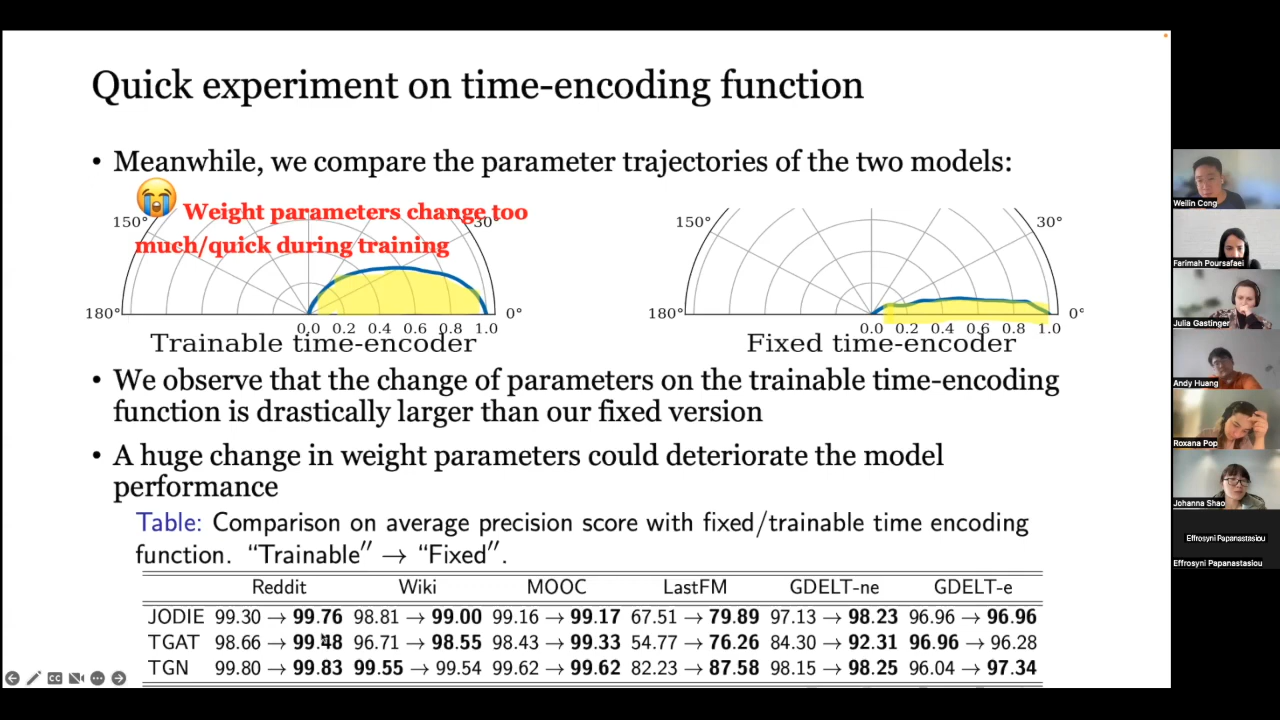 Quick experiment on time-encoding function
• Meanwhile, we compare the parameter trajectories of the two models:
Weight parameters change too
much/quick during training
150°
30°
180°
0°
0.0 0.2 0.4 0.6 0.8 1.0
Trainable time-encoder
150°
30°
180°
0°
0.0 0.2 0.4 0.6 0.8 1.0
Fixed time-encoder
• We observe that the change of parameters on the trainable time-encoding
function is drastically larger than our fixed version
• A huge change in weight parameters could deteriorate the model
performance
Table: Comparison on average precision score with fixed/trainable time encoding
function. “Trainable” → “Fixed”.
Reddit Wiki MOOC LastFM GDELT-ne GDELT-e
JODIE 99.30 → 99.76 98.81 → 99.00 99.16 → 99.17 67.51 → 79.89 97.13 → 98.23 96.96 → 96.96
TGAT 98.66 → 99.48 96.71 → 98.55 98.43 → 99.33 54.77 → 76.26 84.30 → 92.31 96.96 → 96.28
TGN 99.80 → 99.83 99.55 → 99.54 99.62 → 99.62 82.23 → 87.58 98.15 → 98.25 96.04 → 97.34
CC
Weilin Cong
Farimah Poursafaei
Julia Gastinger
Andy Huang
Roxana Pop
Johanna Shao
Effrosyni Papanastasiou
Effrosyni Papanastasiou